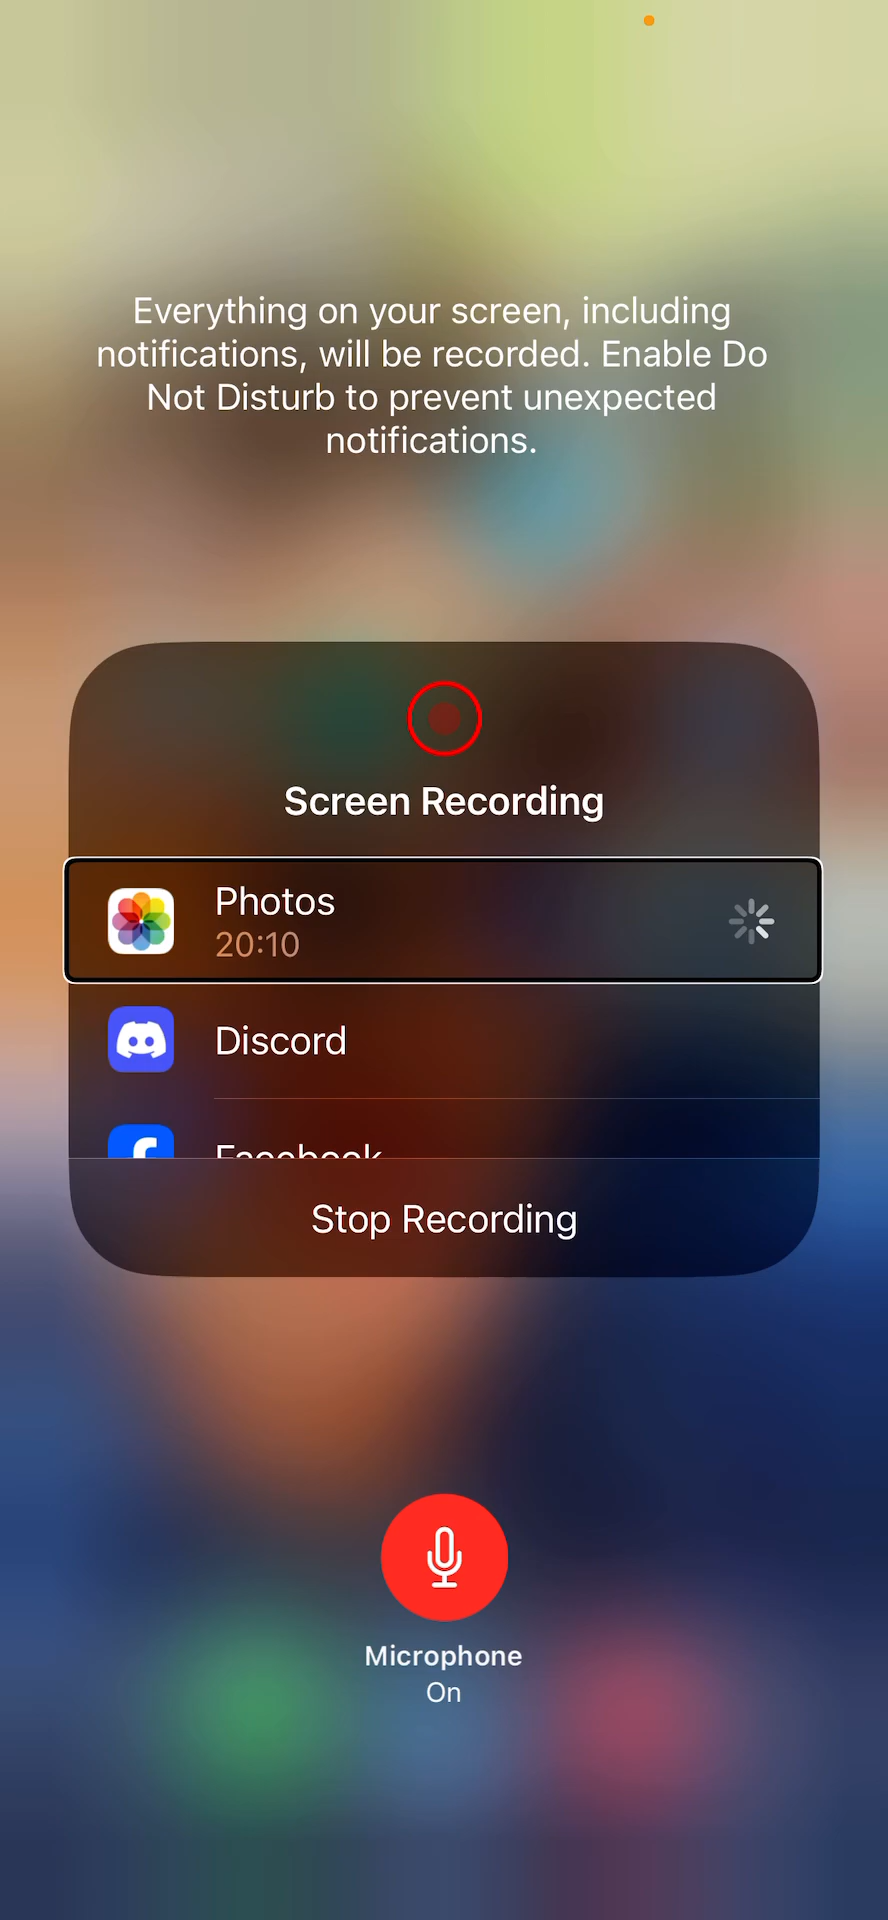 Everything on your screen, including
notifications, will be recorded. Enable Do
Not Disturb to prevent unexpected
notifications.
Screen Recording
Photos
20:10
Discord
Facebook
Stop Recording
Microphone
On